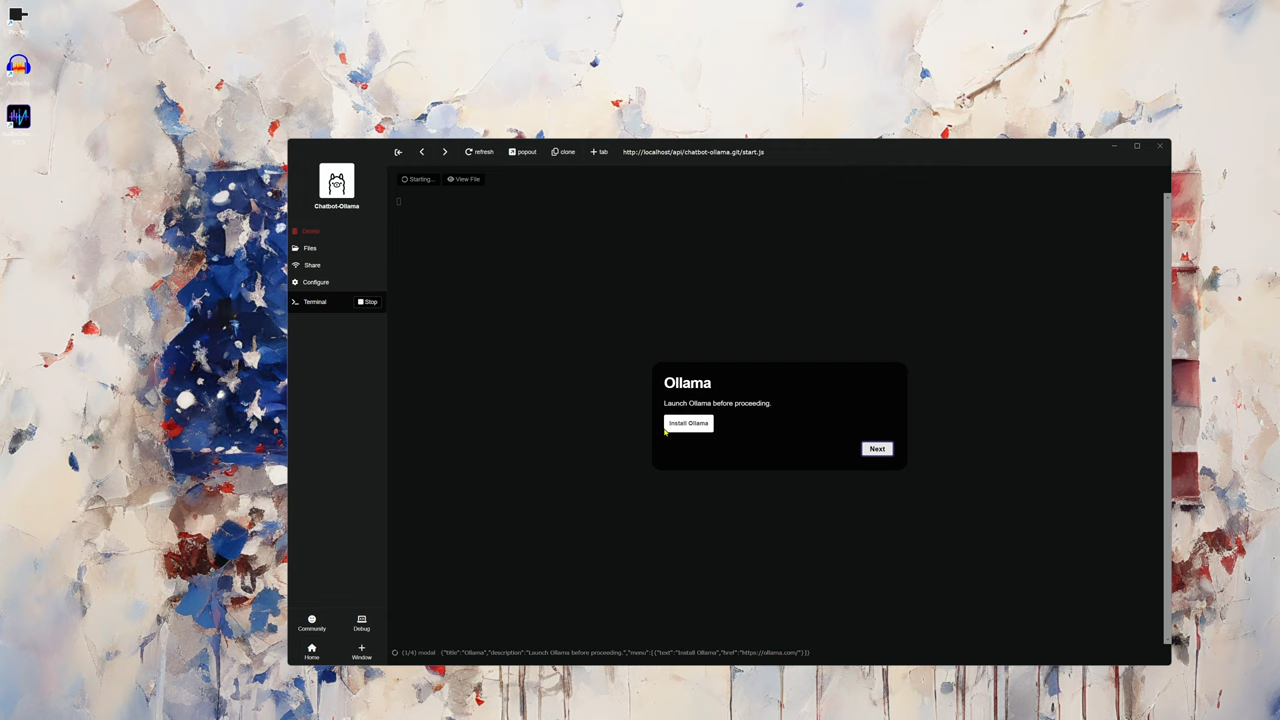 refresh
popout
clone
tab
http://localhost/api/chatbot-ollama.git/start.js
Chatbot-Ollama
Delete
Files
Share
Configure
Terminal
Stop
Community
Debug
Home
Window
Starting...
View File
Ollama
Launch Ollama before proceeding.
Install Ollama
Next
(1/4) modal {"title":"Ollama","description":"Launch Ollama before proceeding.","menu":[{"text":"Install Ollama","href":"https://ollama.com/"}]}